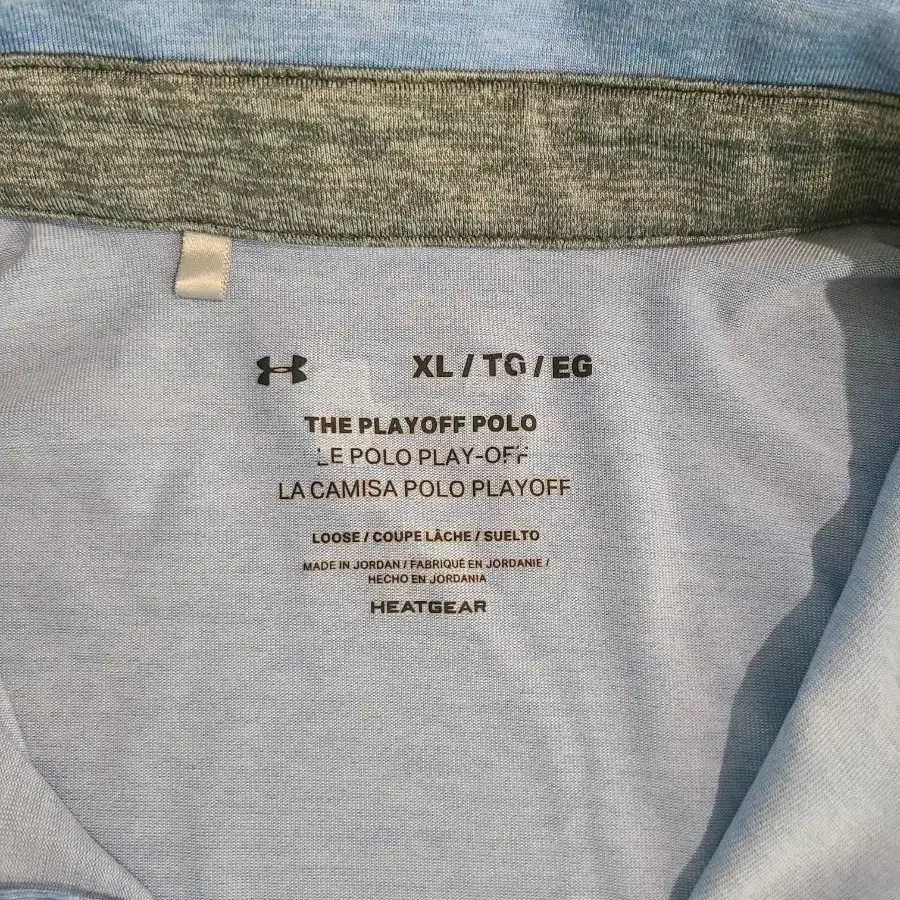 XL / TG / EG
THE PLAYOFF POLO
LE POLO PLAY-OFF
LA CAMISA POLO PLAYOFF
LOOSE / COUPE LÂCHE / SUELTO
MADE IN JORDAN / FABRIQUÉ EN JORDANIE /
HECHO EN JORDANIA
HEATGEAR